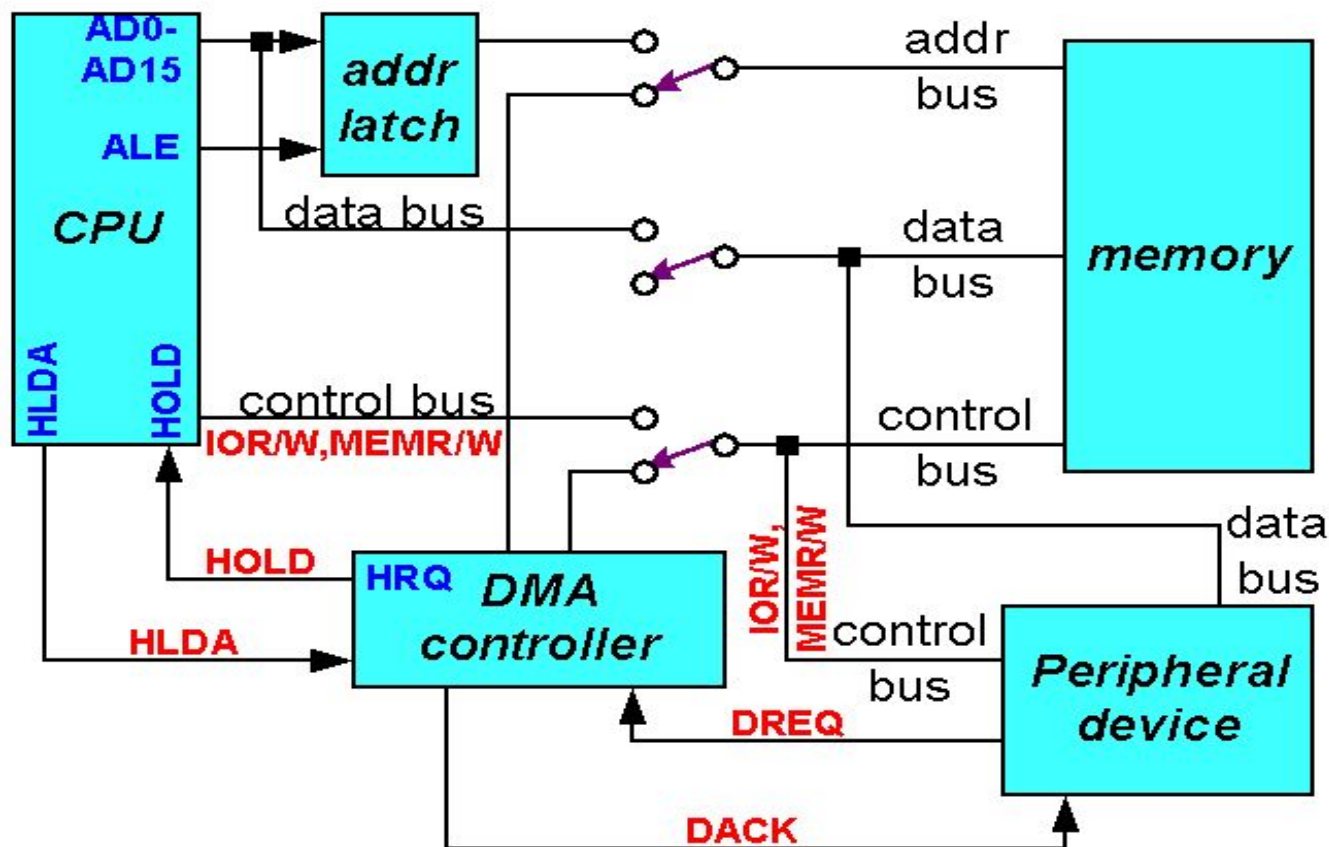 AD0-
AD15
ALE
CPU
HLDA
HOLD
addr
latch
data bus
control bus
IOR/W,MEMR/W
addr
bus
data
bus
control
bus
memory
HOLD
HLDA
HRQ
DMA
controller
IOR/W,
MEMR/W
data
bus
control
bus
Peripheral
device
DREQ
DACK